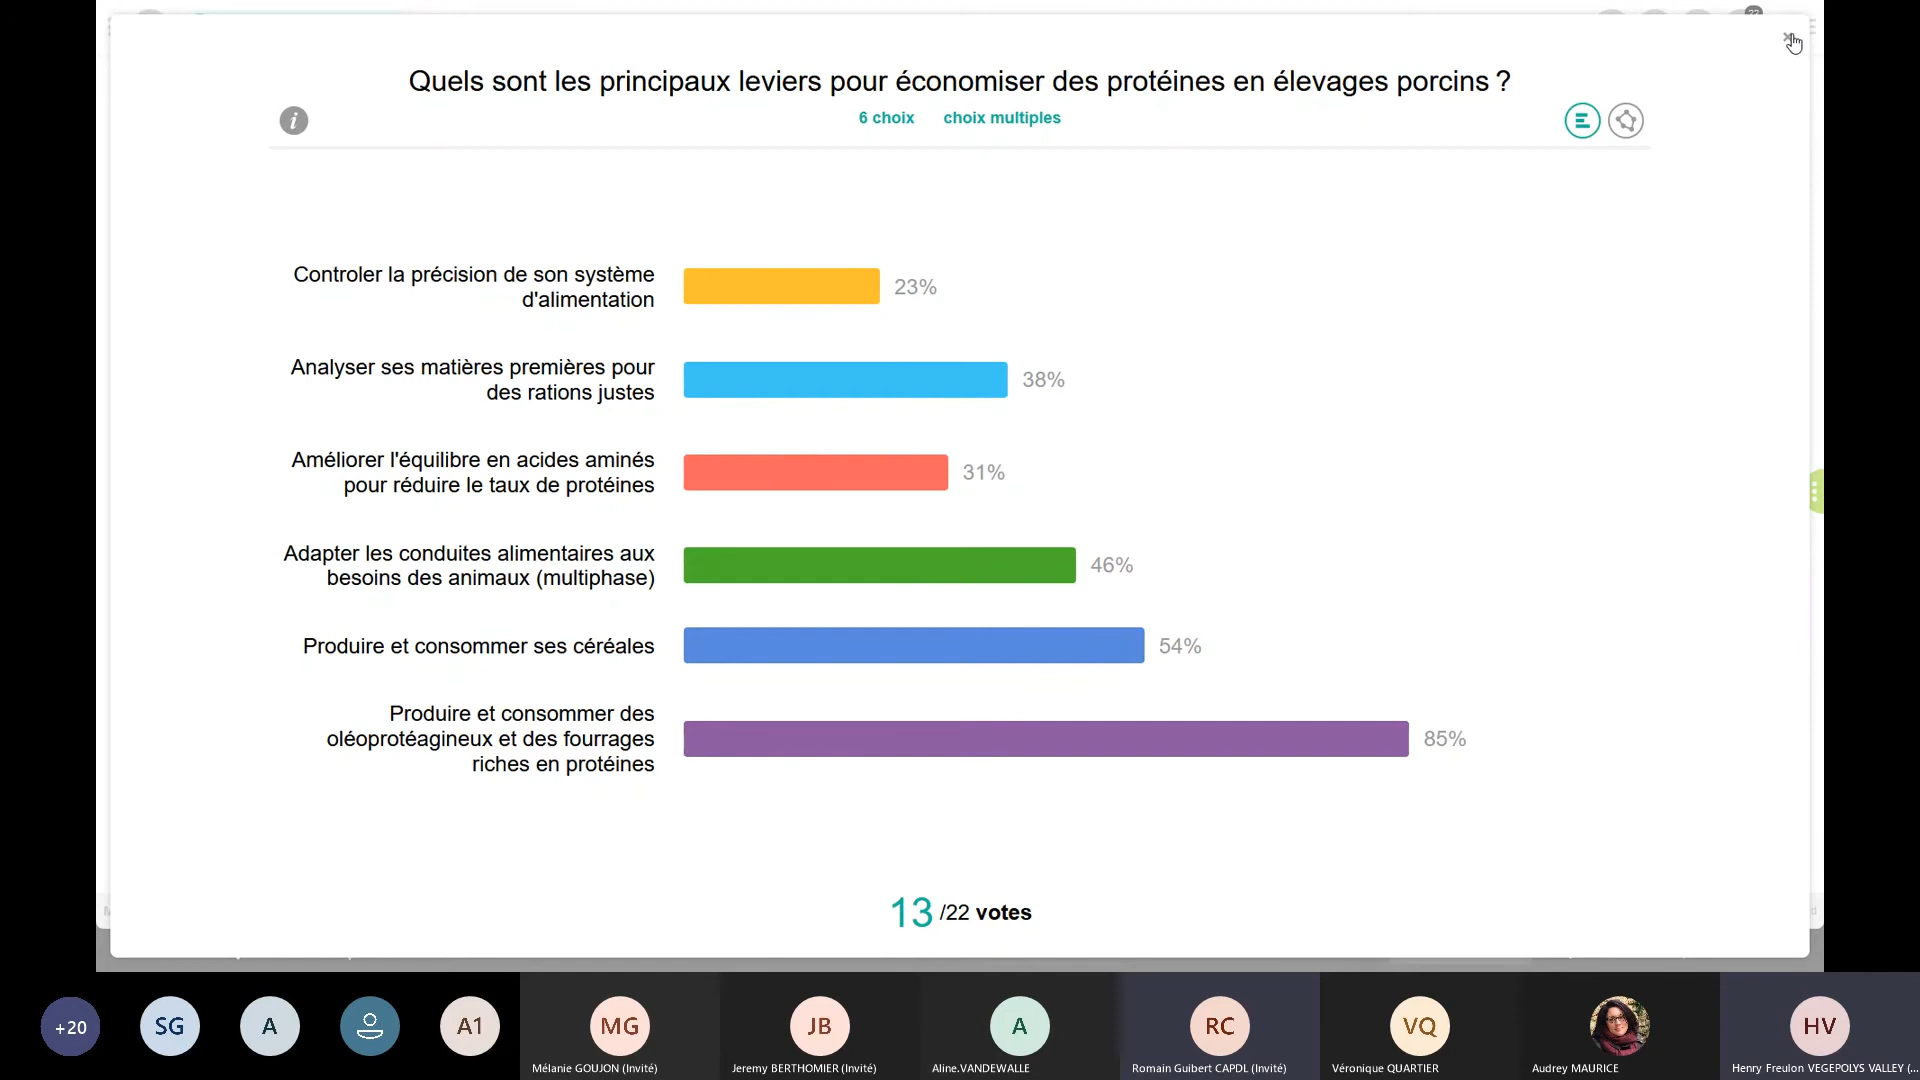 22
Quels sont les principaux leviers pour économiser des protéines en élevages porcins ?
6 choix choix multiples
Controler la précision de son système
d'alimentation
23%
Analyser ses matières premières pour
des rations justes
38%
Améliorer l'équilibre en acides aminés
pour réduire le taux de protéines
31%
Adapter les conduites alimentaires aux
besoins des animaux (multiphase)
46%
Produire et consommer ses céréales
54%
Produire et consommer des
oléoprotéagineux et des fourrages
riches en protéines
85%
13 /22 votes
+20
SG
A
A1
MG
JB
A
RC
VQ
HV
Mélanie GOUJON (Invité)
Jeremy BERTHOMIER (Invité)
Aline.VANDEWALLE
Romain Guibert CAPDL (Invité)
Véronique QUARTIER
Audrey MAURICE
Henry Freulon VEGEPOLYS VALLEY (...